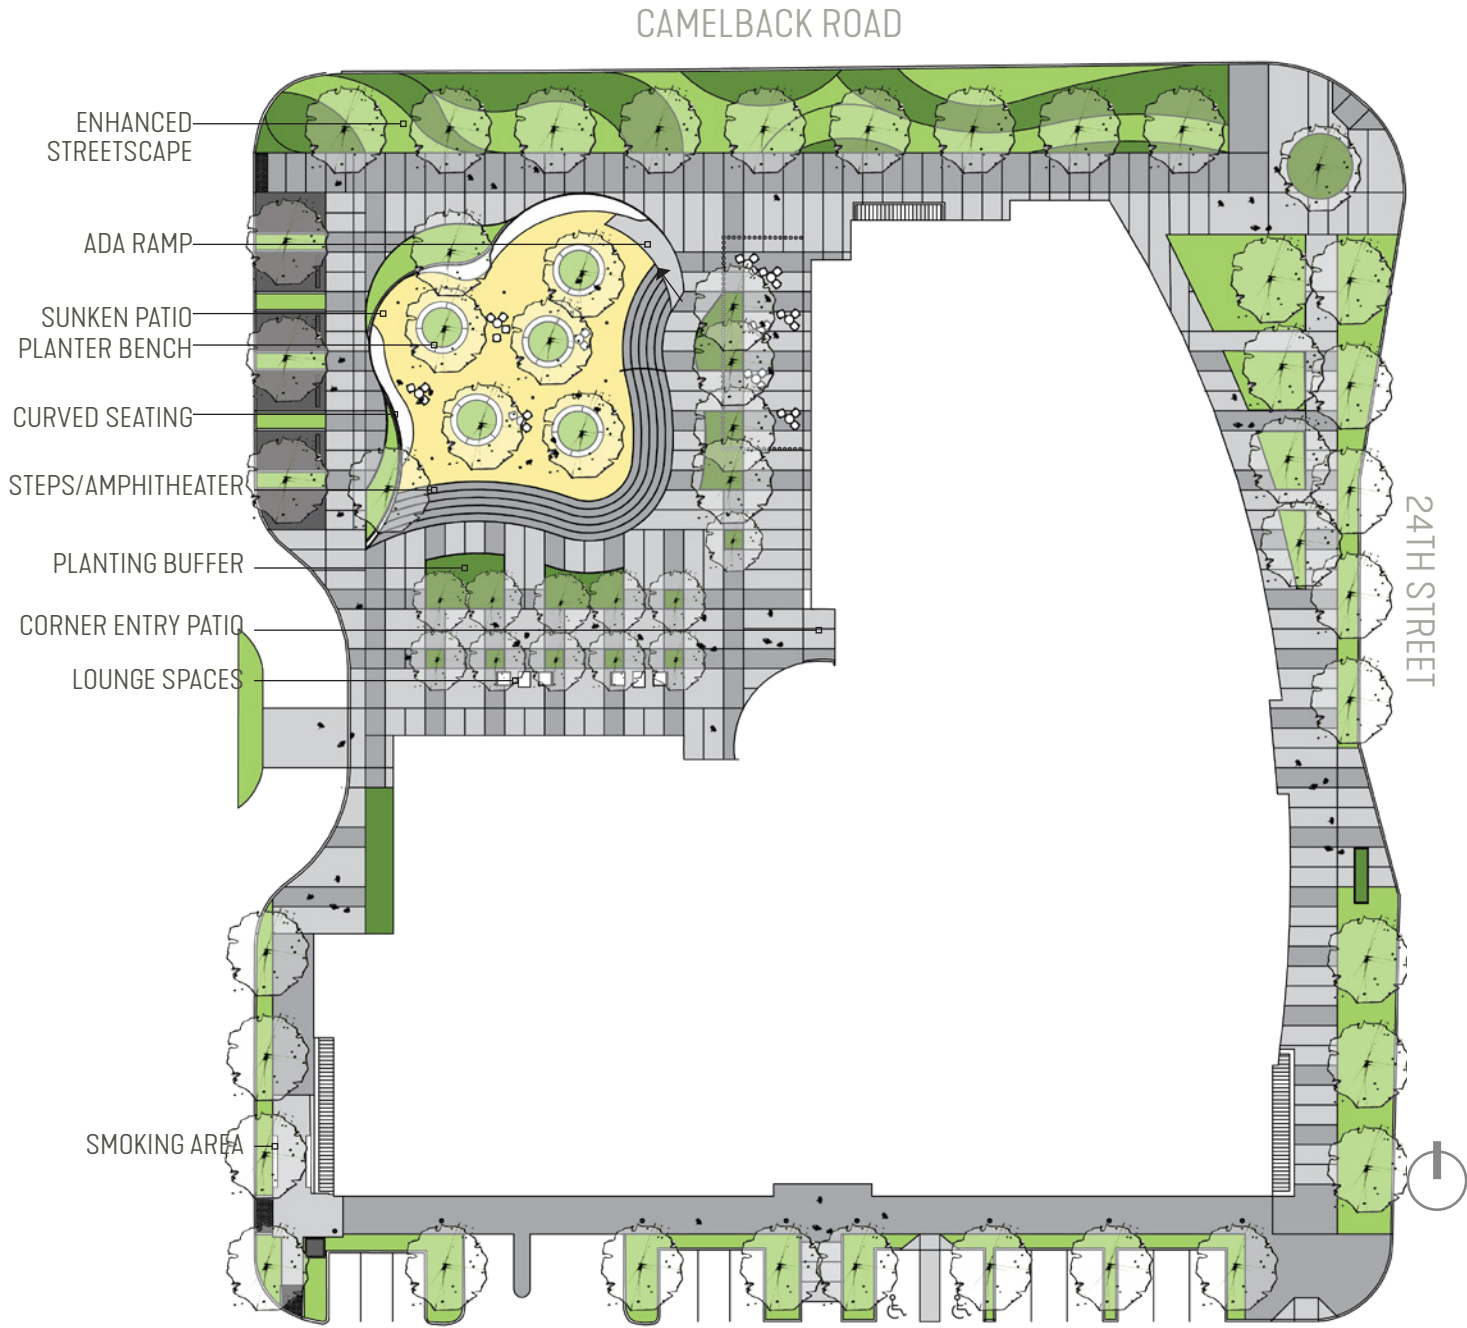 CAMELBACK ROAD
ENHANCED
STREETSCAPE
ADA RAMP
SUNKEN PATIO
PLANTER BENCH
CURVED SEATING
STEPS/AMPHITHEATER
PLANTING BUFFER
CORNER ENTRY PATIO
LOUNGE SPACES
24TH STREET
SMOKING AREA